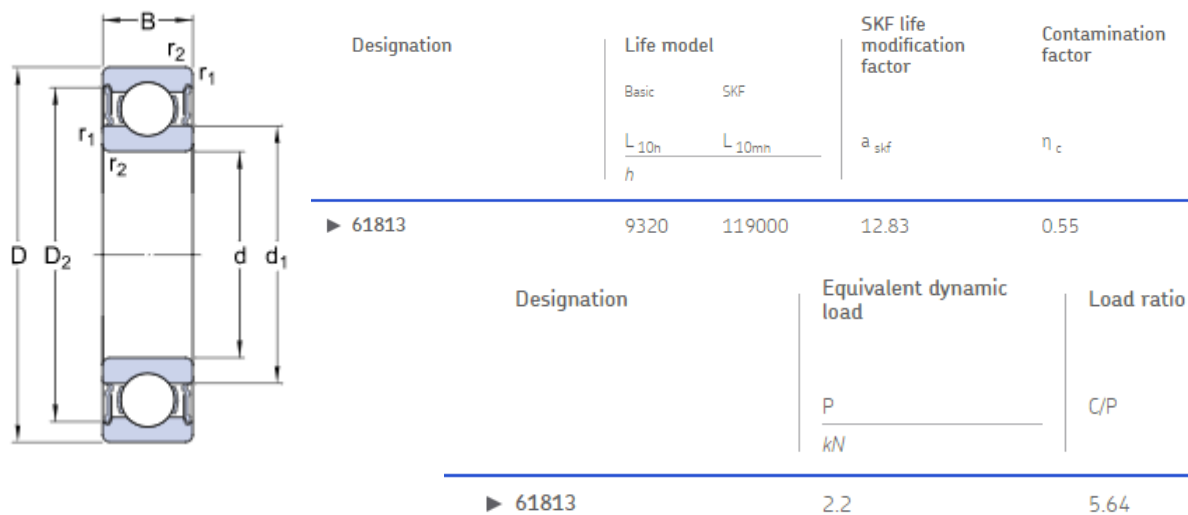 B
r2
r1
r1
r2
D
D2
d
d1
Designation
Life model
SKF life
modification
factor
Contamination
factor
Basic
SKF
L 10h
L 10mh
a skf
η c
h
▶ 61813
9320
119000
12.83
0.55
Designation
Equivalent dynamic
load
Load ratio
P
C/P
kN
▶ 61813
2.2
5.64